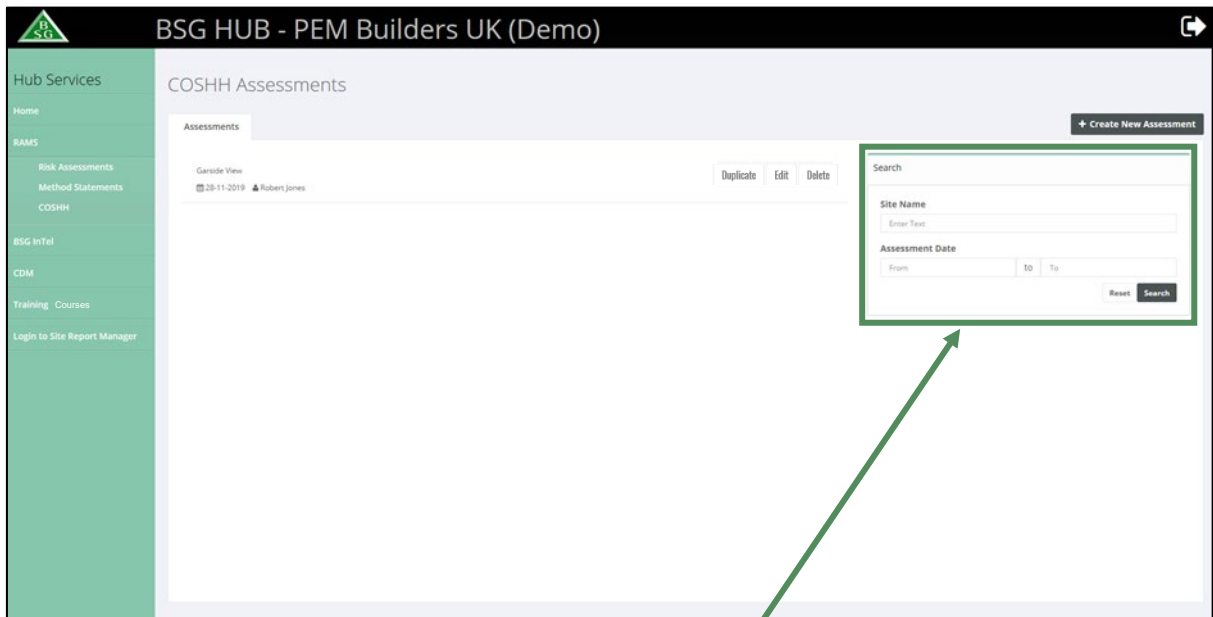 B
SG
BSG HUB - PEM Builders UK (Demo)
Hub Services
Home
RAMS
Risk Assessments
Method Statements
COSHH
BSG InTel
CDM
Training Courses
Login to Site Report Manager
COSHH Assessments
Assessments
+ Create New Assessment
Garside View
28-11-2019 Robert Jones
Duplicate Edit Delete
Search
Site Name
Enter Text
Assessment Date
From to To
Reset Search